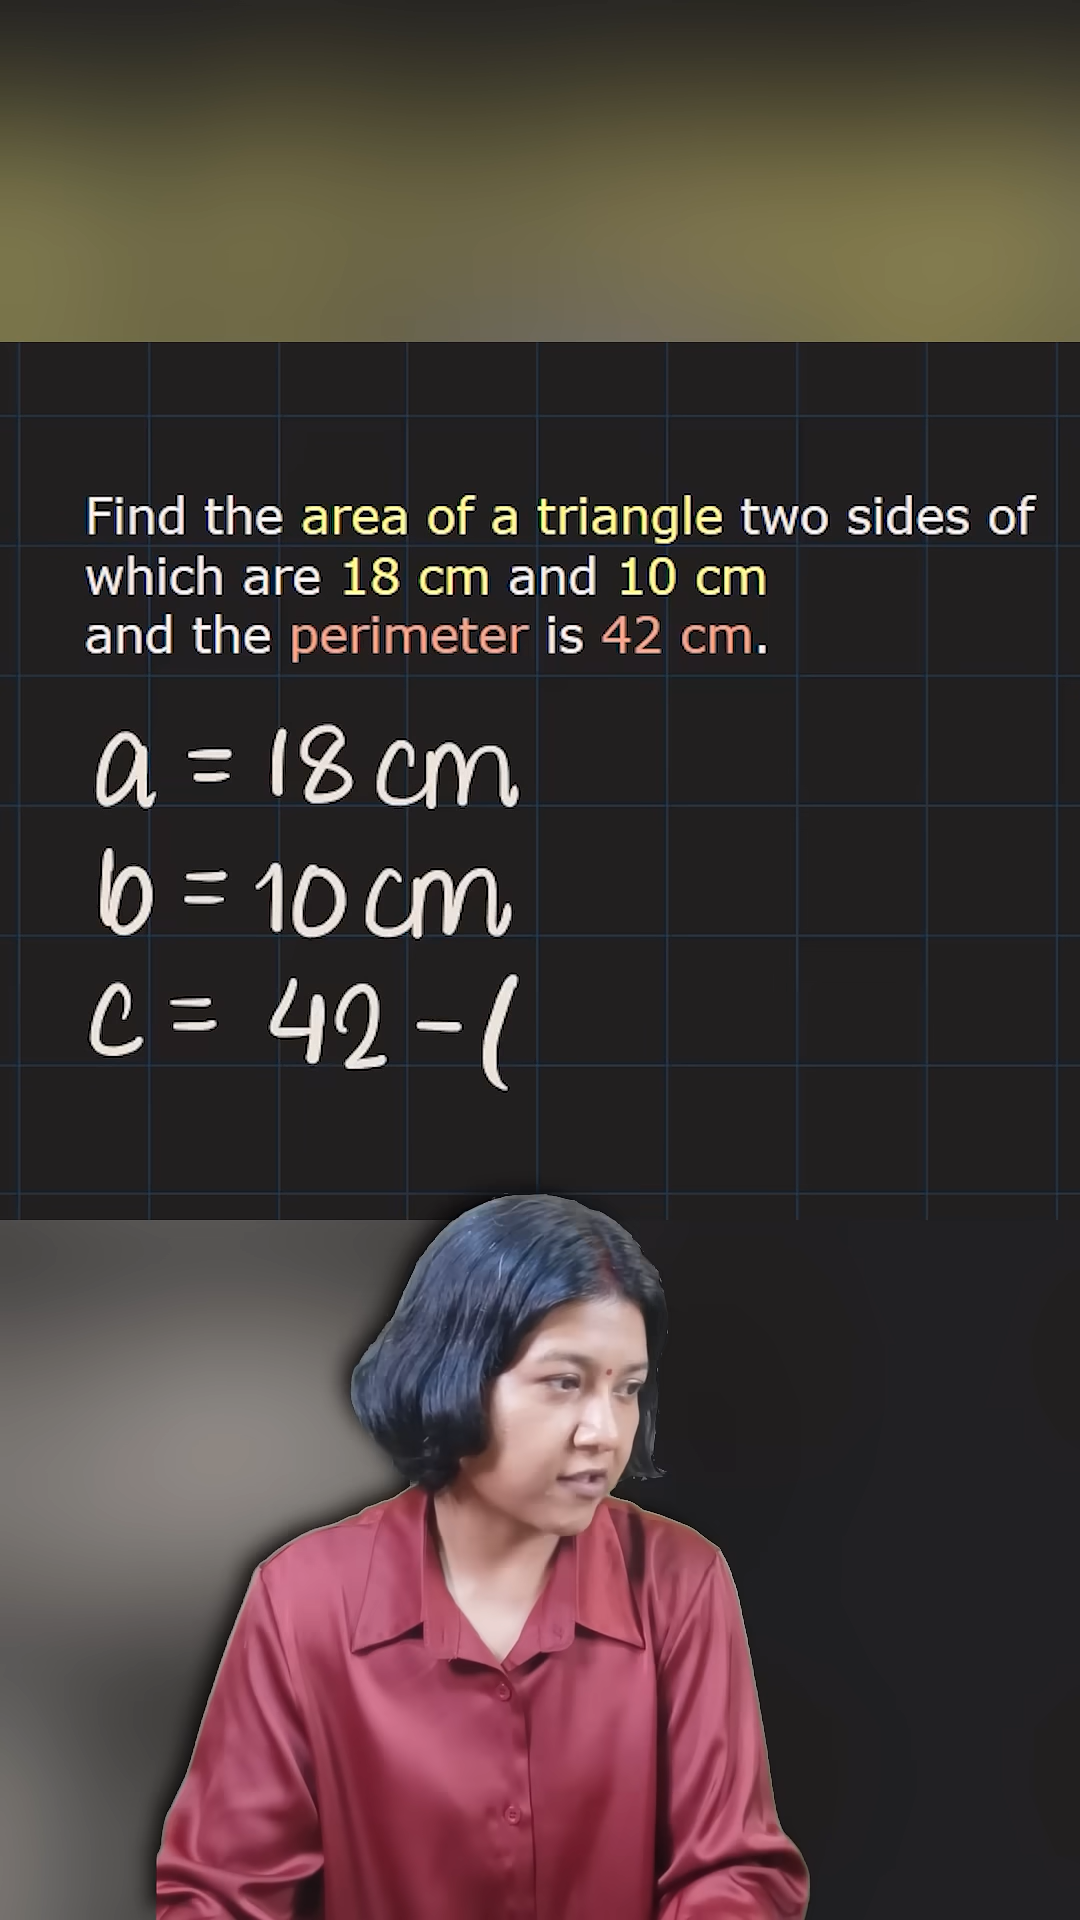 Find the area of a triangle two sides of
which are 18 cm and 10 cm
and the perimeter is 42 cm.
a = 18 cm
b = 10 cm
c = 42 - (